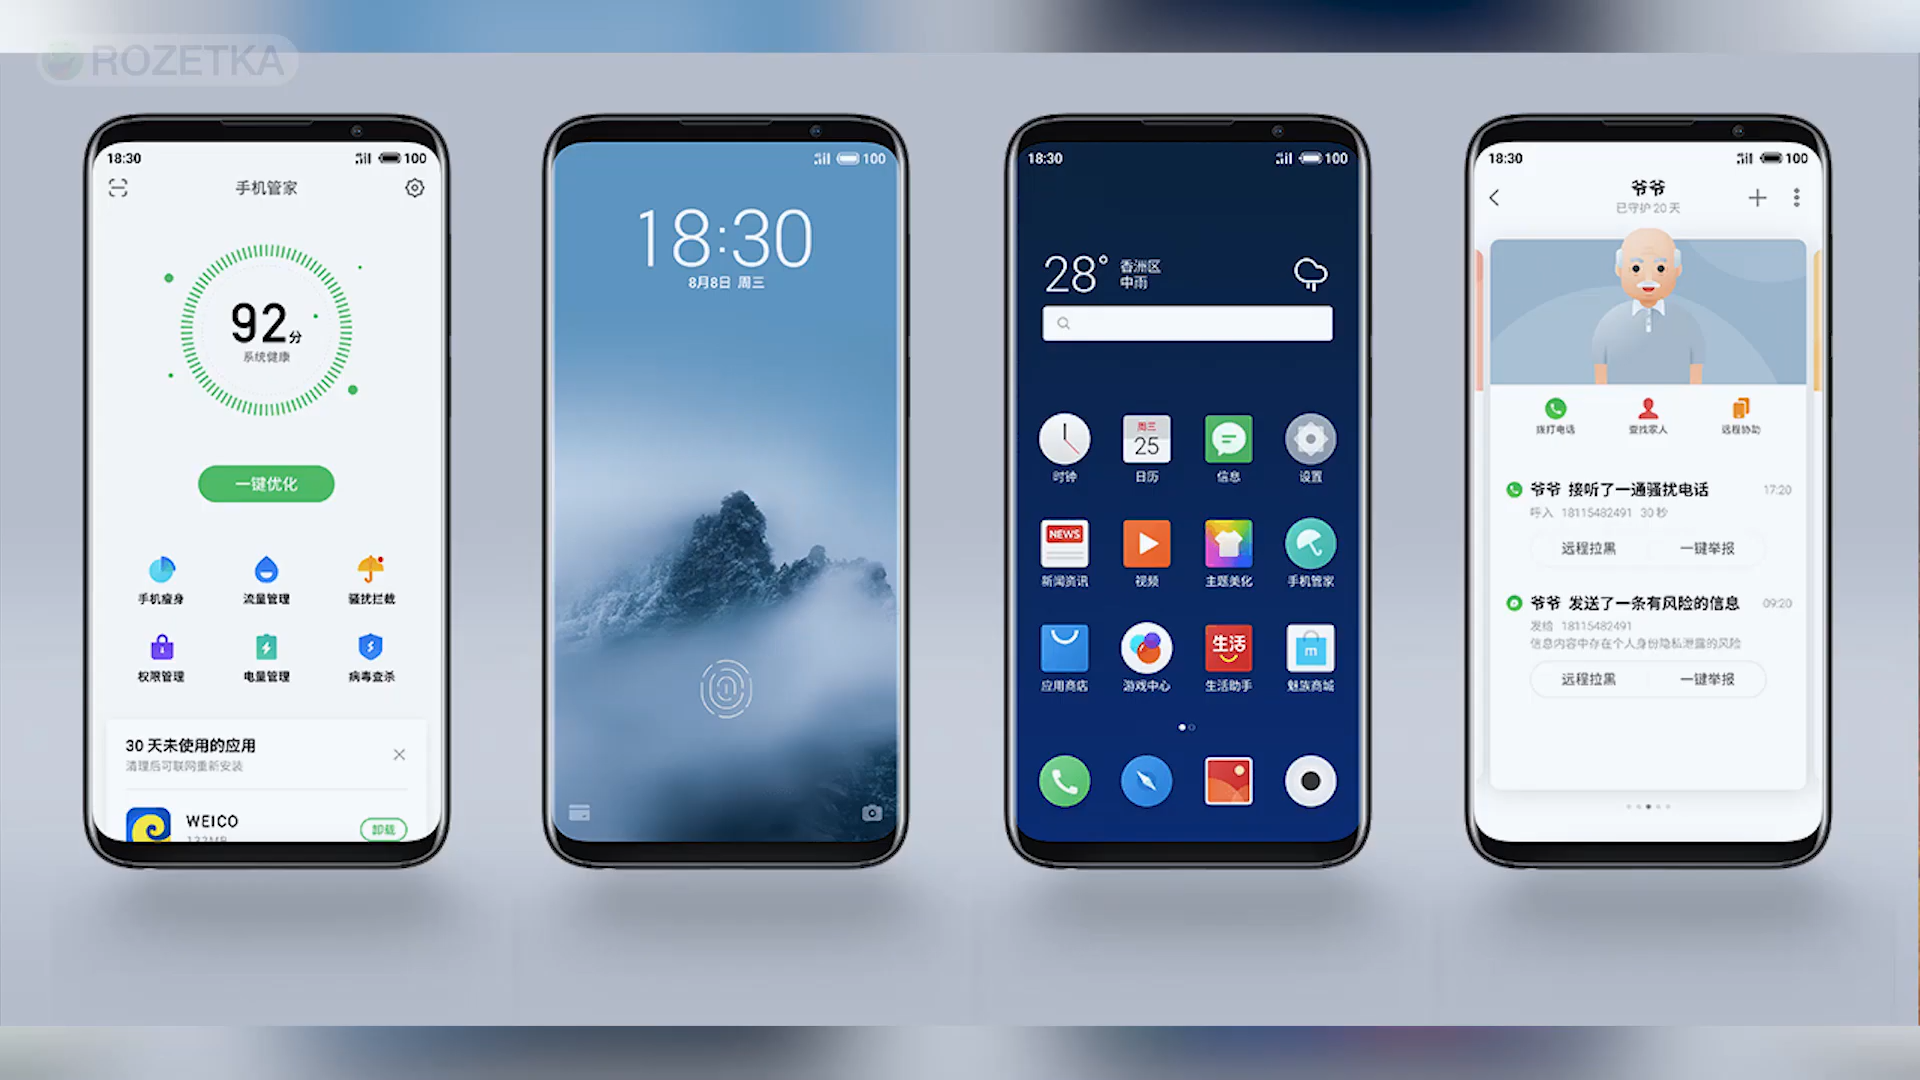 ROZETKA
18:30
100
手机管家
92分
系统健康
一键优化
手机瘦身
流量管理
骚扰拦截
权限管理
电量管理
病毒查杀
30 天未使用的应用
清理后可联网重新安装
WEICO
卸载
100
18:30
8月8日 周三
18:30
100
28°
香洲区
中雨
周三
25
时钟
日历
信息
设置
NEWS
新闻资讯
视频
主题美化
手机管家
生活
m
应用商店
游戏中心
生活助手
魅族商城
18:30
100
爷爷
已守护 20 天
拨打电话
查找家人
远程协助
爷爷 接听了一通骚扰电话
17:20
呼入 18115482491 30 秒
远程拉黑
一键举报
爷爷 发送了一条有风险的信息
09:20
发给 18115482491
信息内容中存在个人身份隐私泄露的风险
远程拉黑
一键举报